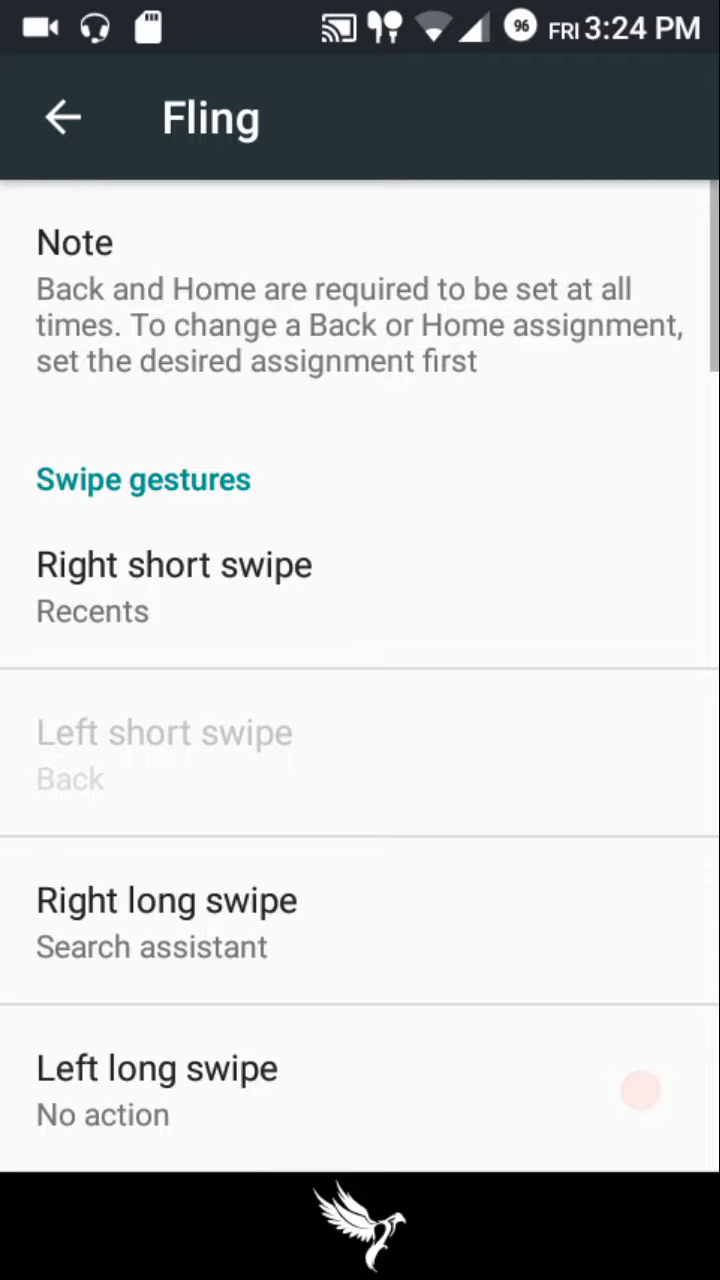 96 FRI 3:24 PM
Fling
Note
Back and Home are required to be set at all
times. To change a Back or Home assignment,
set the desired assignment first
Swipe gestures
Right short swipe
Recents
Left short swipe
Back
Right long swipe
Search assistant
Left long swipe
No action